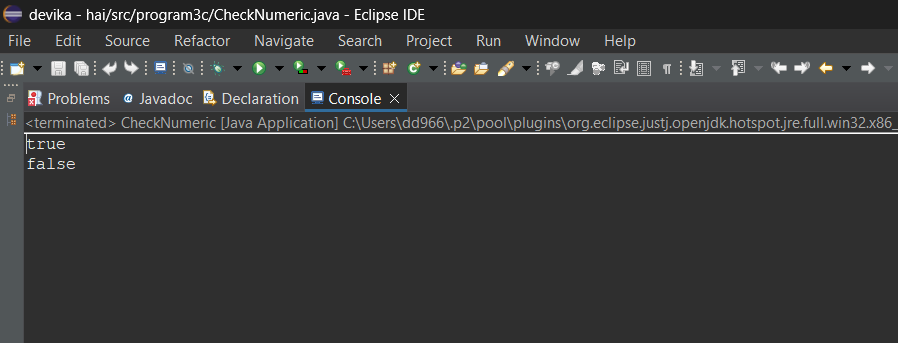 devika - hai/src/program3c/CheckNumeric.java - Eclipse IDE
File Edit Source Refactor Navigate Search Project Run Window Help
Problems @ Javadoc Declaration Console
<terminated> CheckNumeric [Java Application] C:\Users\dd966\.p2\pool\plugins\org.eclipse.justj.openjdk.hotspot.jre.full.win32.x86_
true
false